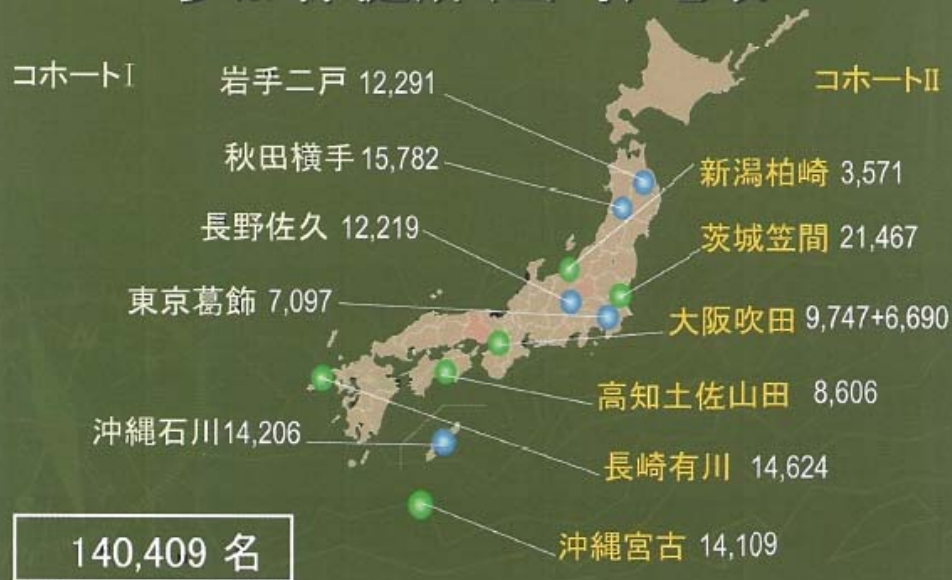 コホートI
岩手二戸 12,291
秋田横手 15,782
長野佐久 12,219
東京葛飾 7,097
沖縄石川14,206
コホートII
新潟柏崎 3,571
茨城笠間 21,467
大阪吹田 9,747+6,690
高知土佐山田 8,606
長崎有川 14,624
沖縄宮古 14,109
140,409 名